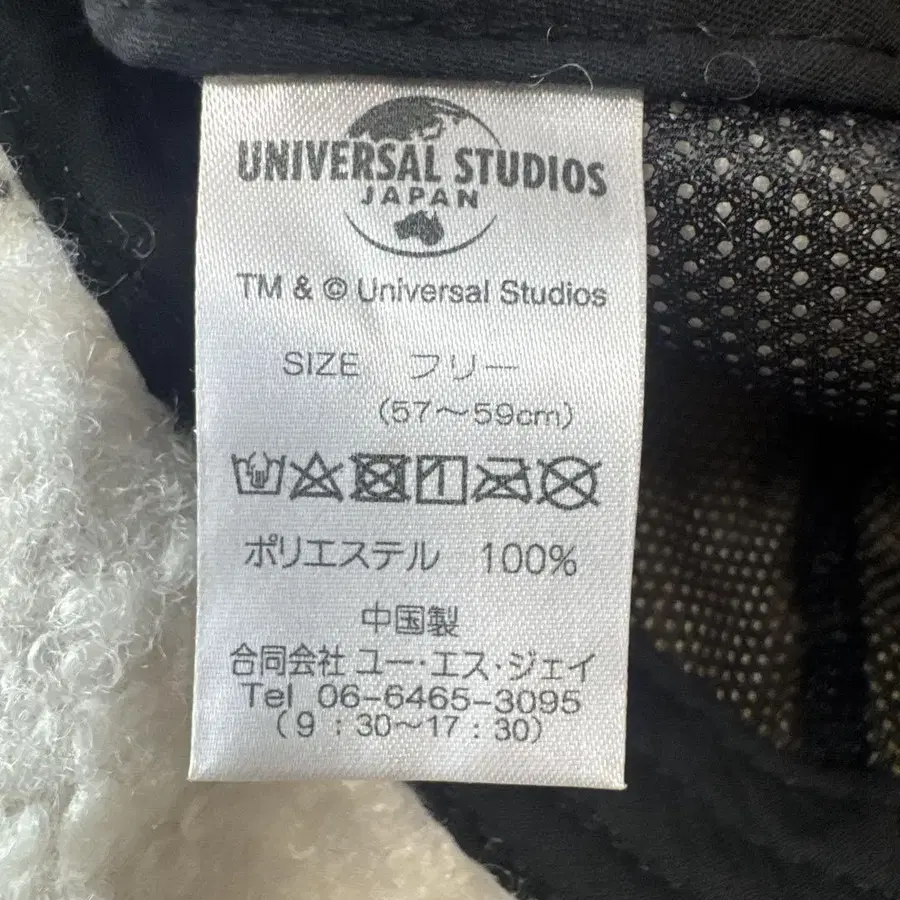 UNIVERSAL STUDIOS
JAPAN
TM & © Universal Studios
SIZE フリー
(57～59cm)
ポリエステル 100%
中国製
合同会社 ユー・エス・ジェイ
Tel 06-6465-3095
(9:30～17:30)